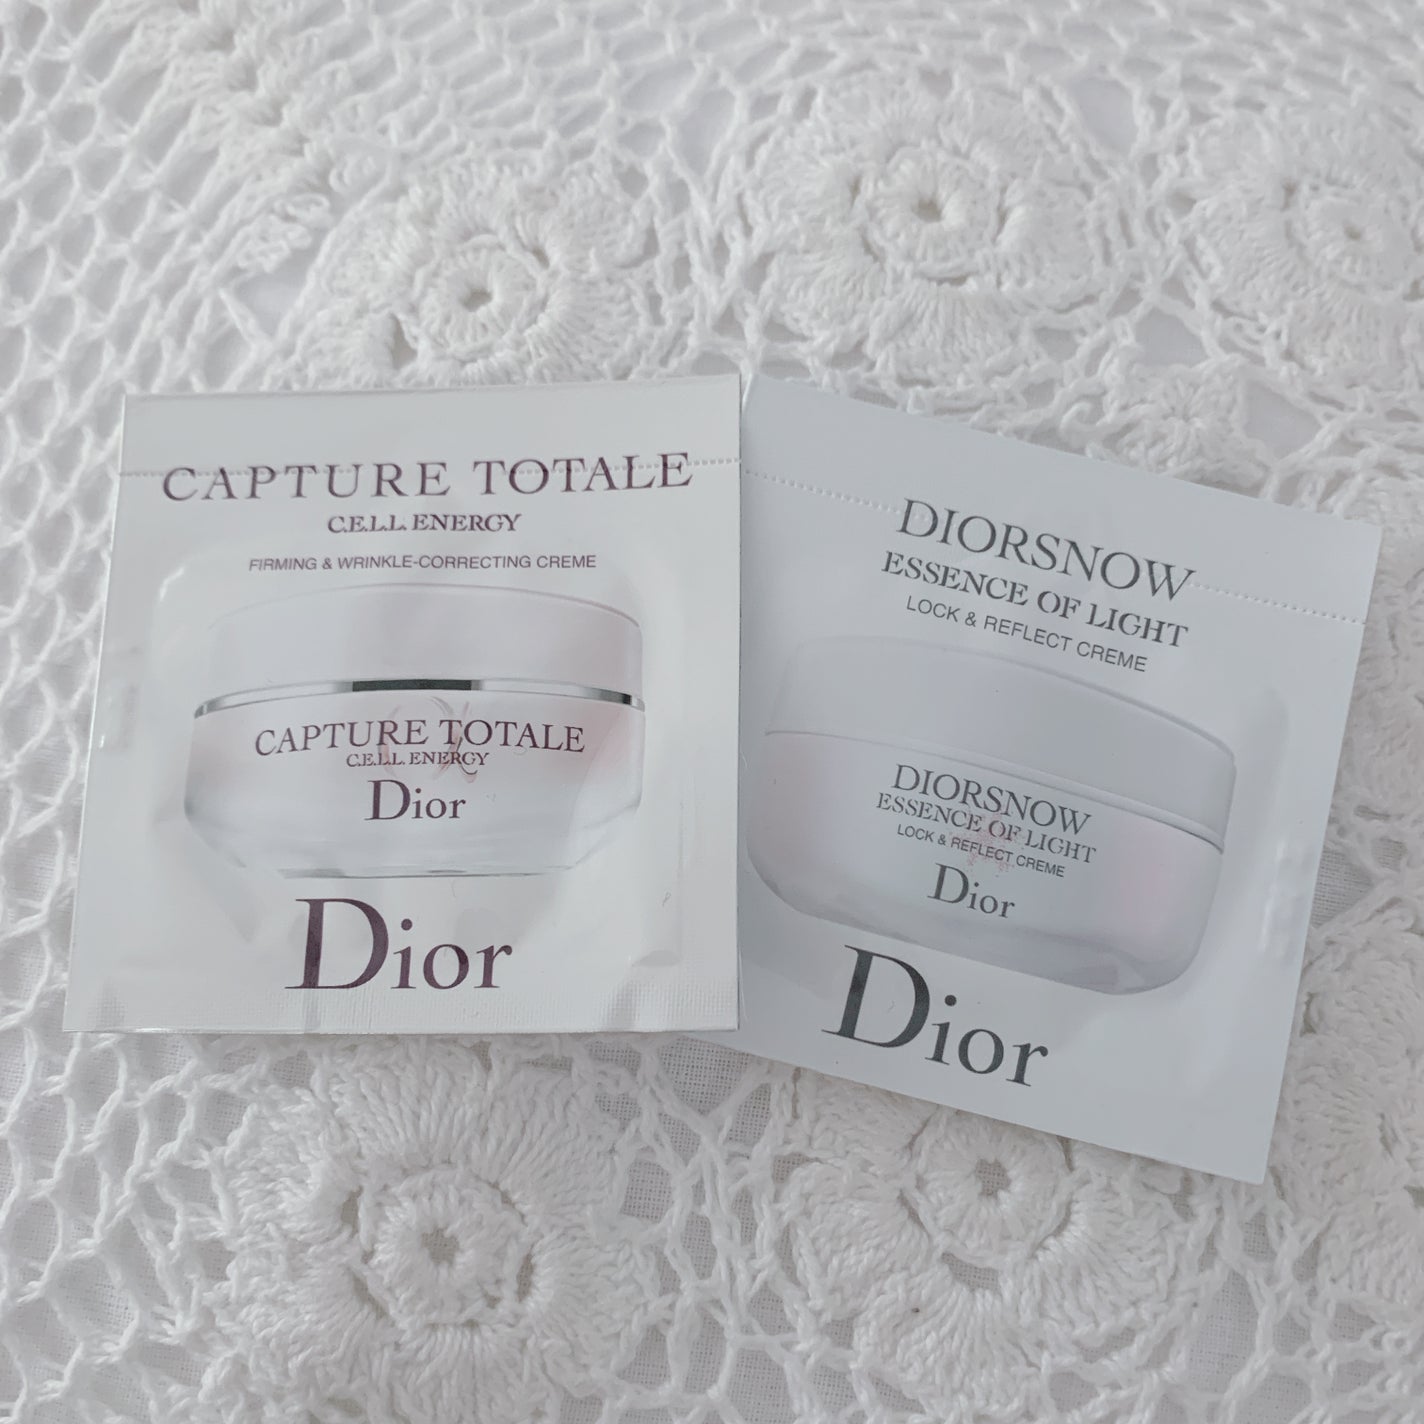 CAPTURE TOTALE
C.E.L.L. ENERGY
FIRMING & WRINKLE-CORRECTING CREME
CAPTURE TOTALE
C.E.L.L. ENERGY
Dior
Dior
DIORSNOW
ESSENCE OF LIGHT
LOCK & REFLECT CREME
DIORSNOW
ESSENCE OF LIGHT
LOCK & REFLECT CREME
Dior
Dior